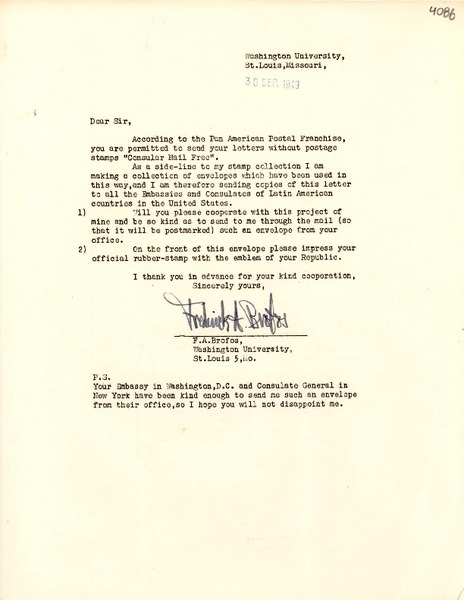 4086
Washington University,
St.Louis,Missouri,
30 SEP. 1949
Dear Sir,
According to the Pan American Postal Franchise,
you are permitted to send your letters without postage
stamps "Consular Mail Free".
As a side-line to my stamp collection I am
making a collection of envelopes which have been used in
this way,and I am therefore sending copies of this letter
to all the Embassies and Consulates of Latin American
countries in the United States.
1) Will you please cooperate with this project of
mine and be so kind as to send to me through the mail (so
that it will be postmarked) such an envelope from your
office.
2) On the front of this envelope please impress your
official rubber-stamp with the emblem of your Republic.
I thank you in advance for your kind cooperation,
Sincerely yours,
Frederick A. Brofos
F.A.Brofos,
Washington University,
St.Louis 5,Mo.
P.S.
Your Embassy in Washington,D.C. and Consulate General in
New York have been kind enough to send me such an envelope
from their office,so I hope you will not disappoint me.